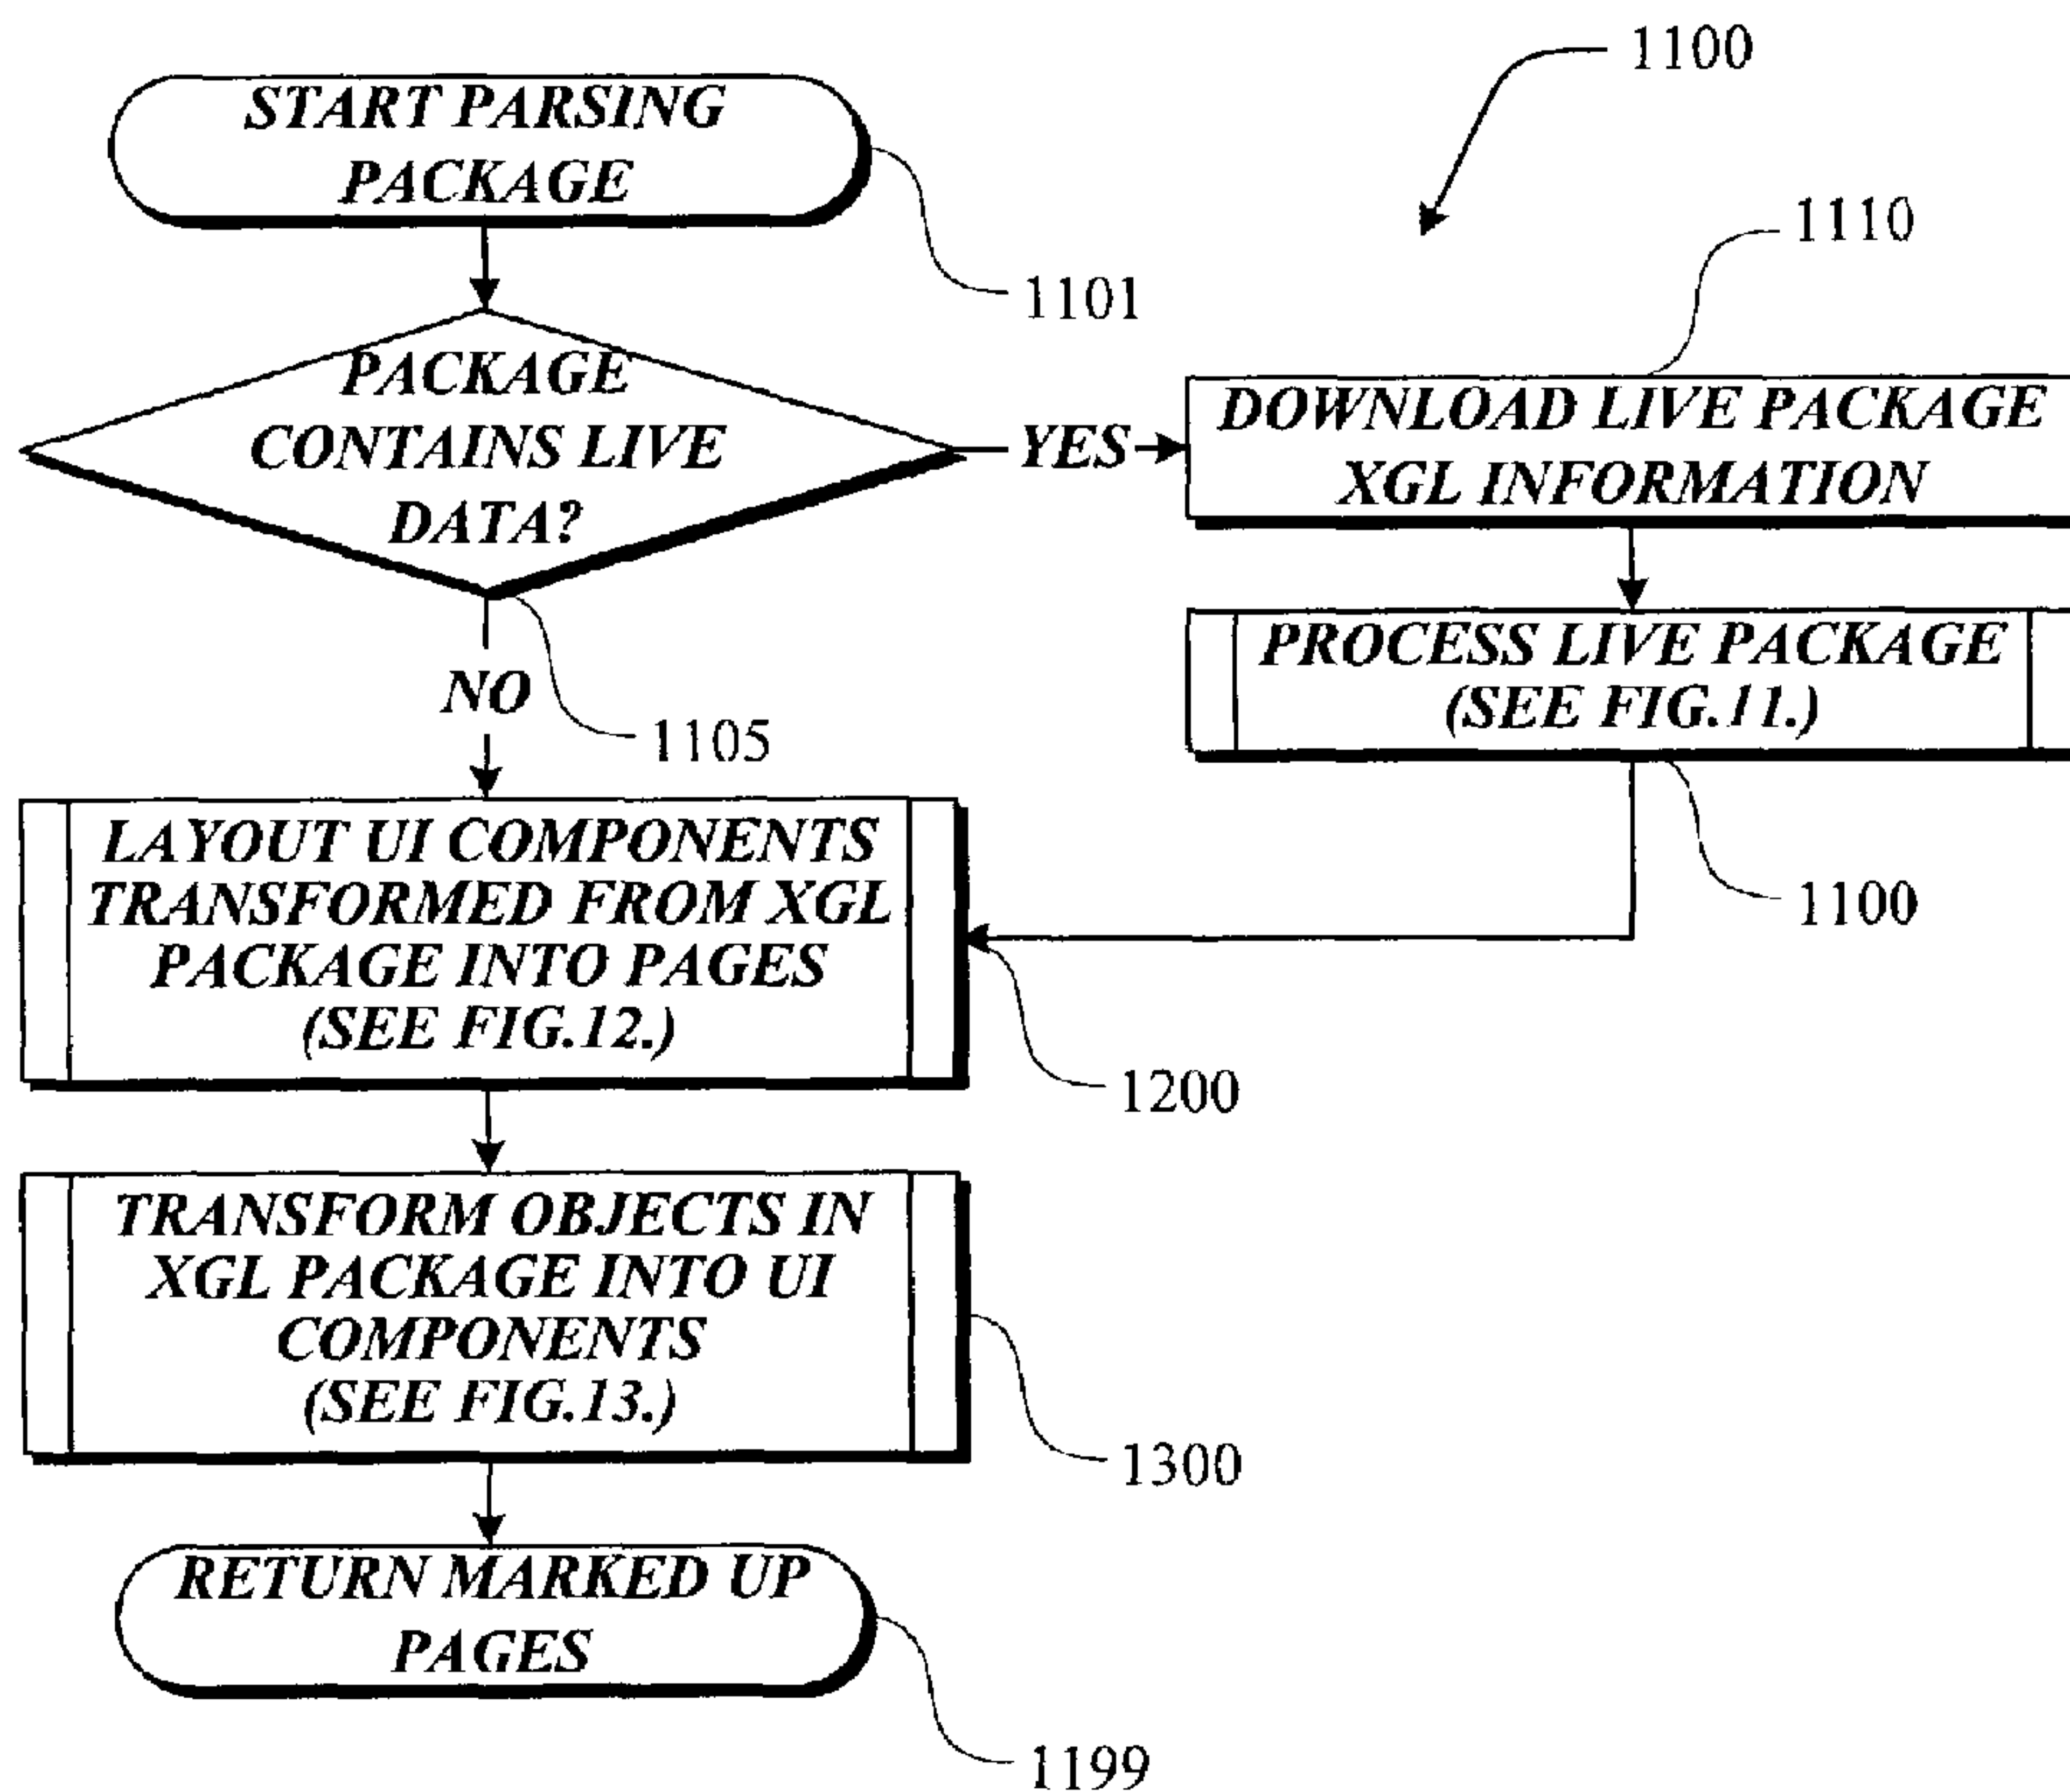 1100
START PARSING
PACKAGE
1101
PACKAGE
CONTAINS LIVE
DATA?
YES
1110
DOWNLOAD LIVE PACKAGE
XGL INFORMATION
PROCESS LIVE PACKAGE
(SEE FIG.11.)
1100
NO
1105
LAYOUT UI COMPONENTS
TRANSFORMED FROM XGL
PACKAGE INTO PAGES
(SEE FIG.12.)
1200
TRANSFORM OBJECTS IN
XGL PACKAGE INTO UI
COMPONENTS
(SEE FIG.13.)
1300
RETURN MARKED UP
PAGES
1199